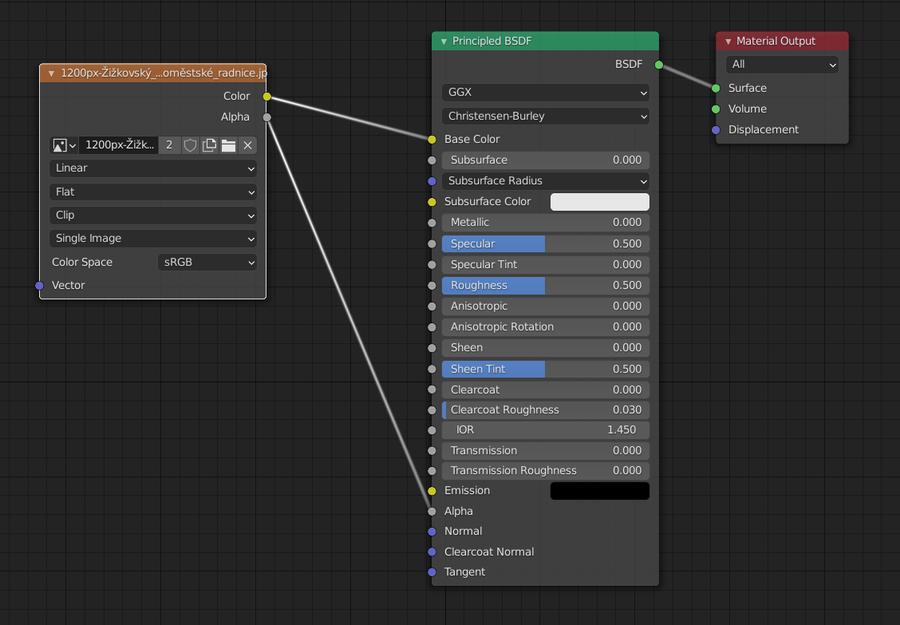 1200px-Žižkovský_...oměstské_radnice.jp
Color
Alpha
1200px-Žižk...
2
Linear
Flat
Clip
Single Image
Color Space
sRGB
Vector
Principled BSDF
BSDF
GGX
Christensen-Burley
Base Color
Subsurface 0.000
Subsurface Radius
Subsurface Color
Metallic 0.000
Specular 0.500
Specular Tint 0.000
Roughness 0.500
Anisotropic 0.000
Anisotropic Rotation 0.000
Sheen 0.000
Sheen Tint 0.500
Clearcoat 0.000
Clearcoat Roughness 0.030
IOR 1.450
Transmission 0.000
Transmission Roughness 0.000
Emission
Alpha
Normal
Clearcoat Normal
Tangent
Material Output
All
Surface
Volume
Displacement